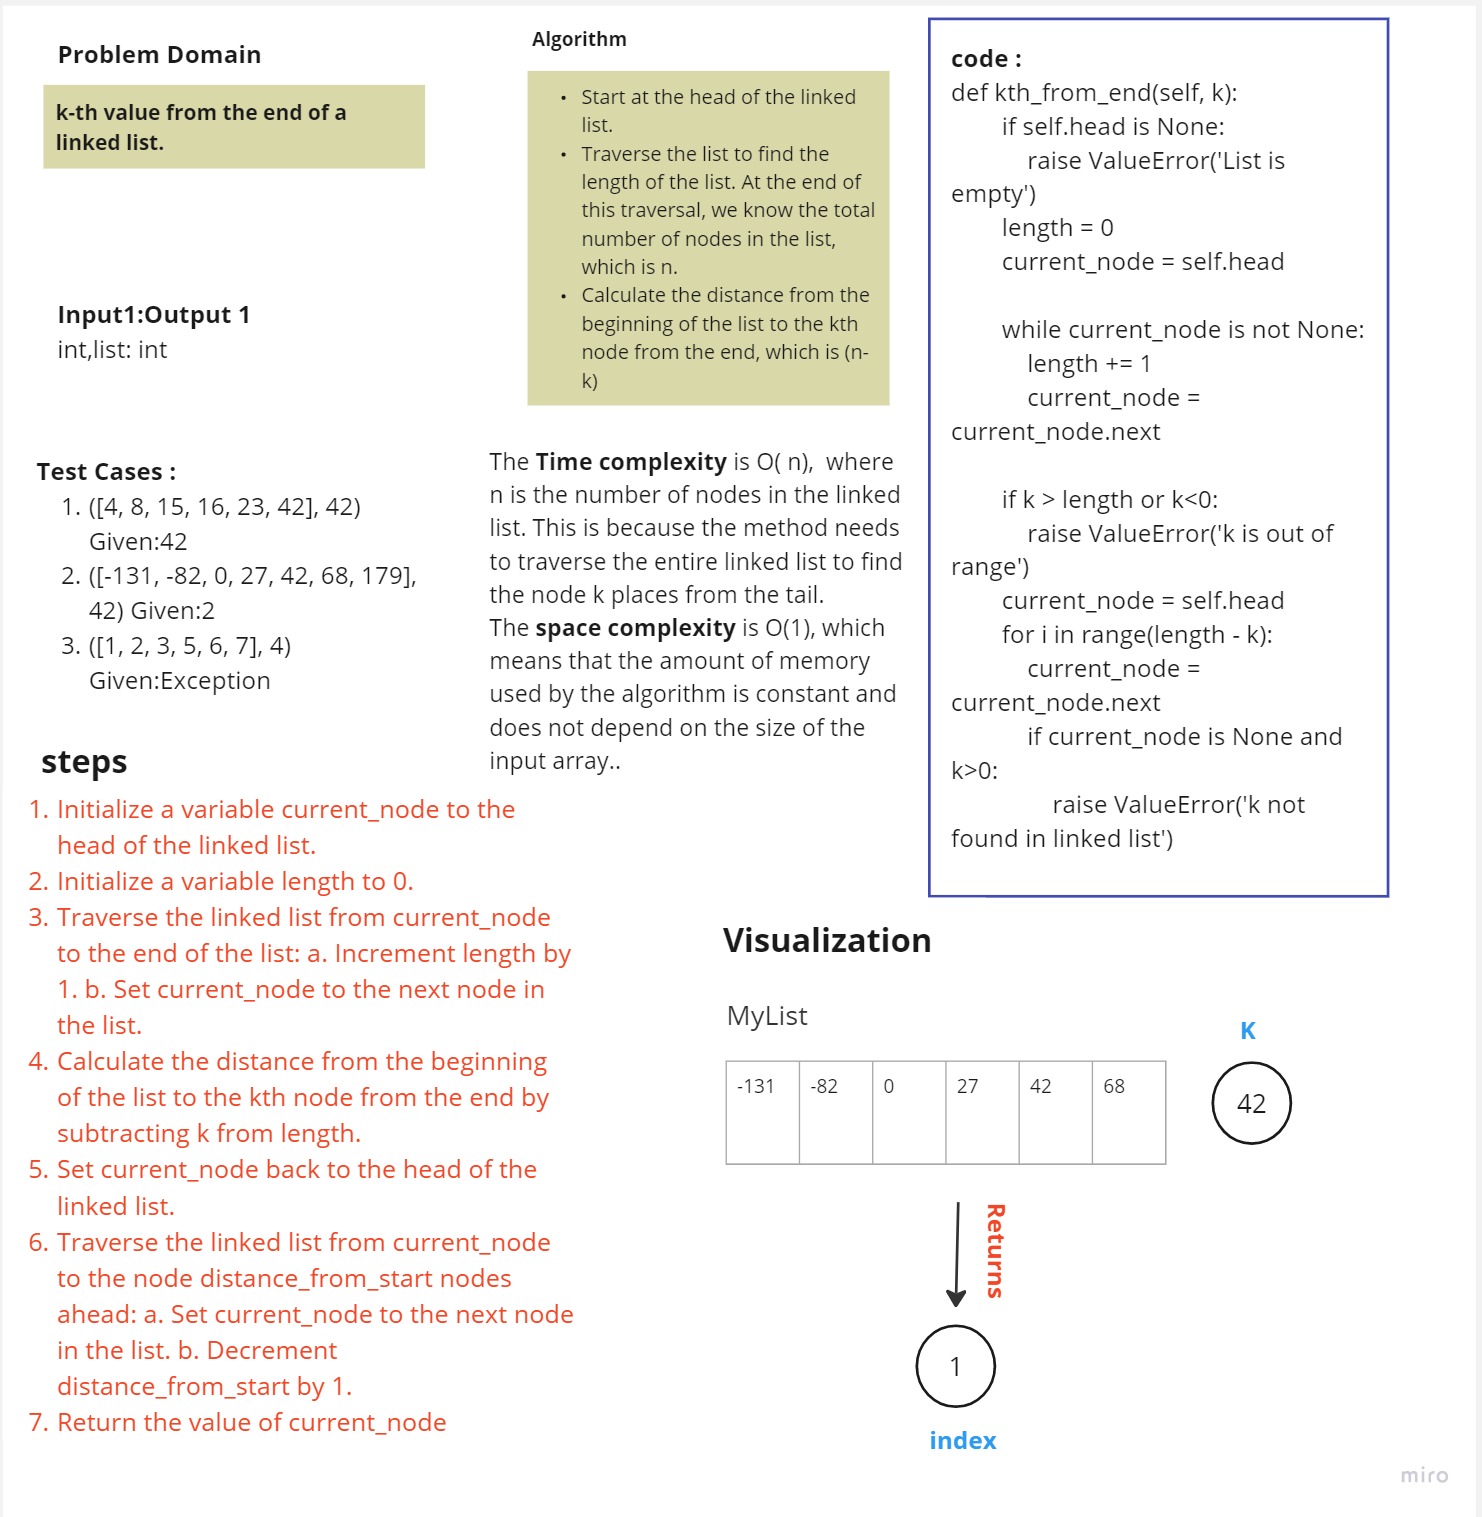 Problem Domain
k-th value from the end of a
linked list.
Input1:Output 1
int,list: int
Test Cases :
1. ([4, 8, 15, 16, 23, 42], 42)
Given:42
2. ([-131, -82, 0, 27, 42, 68, 179],
42) Given:2
3. ([1, 2, 3, 5, 6, 7], 4)
Given:Exception
Algorithm
• Start at the head of the linked
list.
• Traverse the list to find the
length of the list. At the end of
this traversal, we know the total
number of nodes in the list,
which is n.
• Calculate the distance from the
beginning of the list to the kth
node from the end, which is (n-
k)
The Time complexity is O( n),  where
n is the number of nodes in the linked
list. This is because the method needs
to traverse the entire linked list to find
the node k places from the tail.
The space complexity is O(1), which
means that the amount of memory
used by the algorithm is constant and
does not depend on the size of the
input array..
code :
def kth_from_end(self, k):
if self.head is None:
raise ValueError('List is
empty')
length = 0
current_node = self.head
while current_node is not None:
length += 1
current_node =
current_node.next
if k > length or k<0:
raise ValueError('k is out of
range')
current_node = self.head
for i in range(length - k):
current_node =
current_node.next
if current_node is None and
k>0:
raise ValueError('k not
found in linked list')
steps
1. Initialize a variable current_node to the
head of the linked list.
2. Initialize a variable length to 0.
3. Traverse the linked list from current_node
to the end of the list: a. Increment length by
1. b. Set current_node to the next node in
the list.
4. Calculate the distance from the beginning
of the list to the kth node from the end by
subtracting k from length.
5. Set current_node back to the head of the
linked list.
6. Traverse the linked list from current_node
to the node distance_from_start nodes
ahead: a. Set current_node to the next node
in the list. b. Decrement
distance_from_start by 1.
7. Return the value of current_node
Visualization
MyList
K
-131 -82 0 27 42 68
42
Returns
1
index
miro